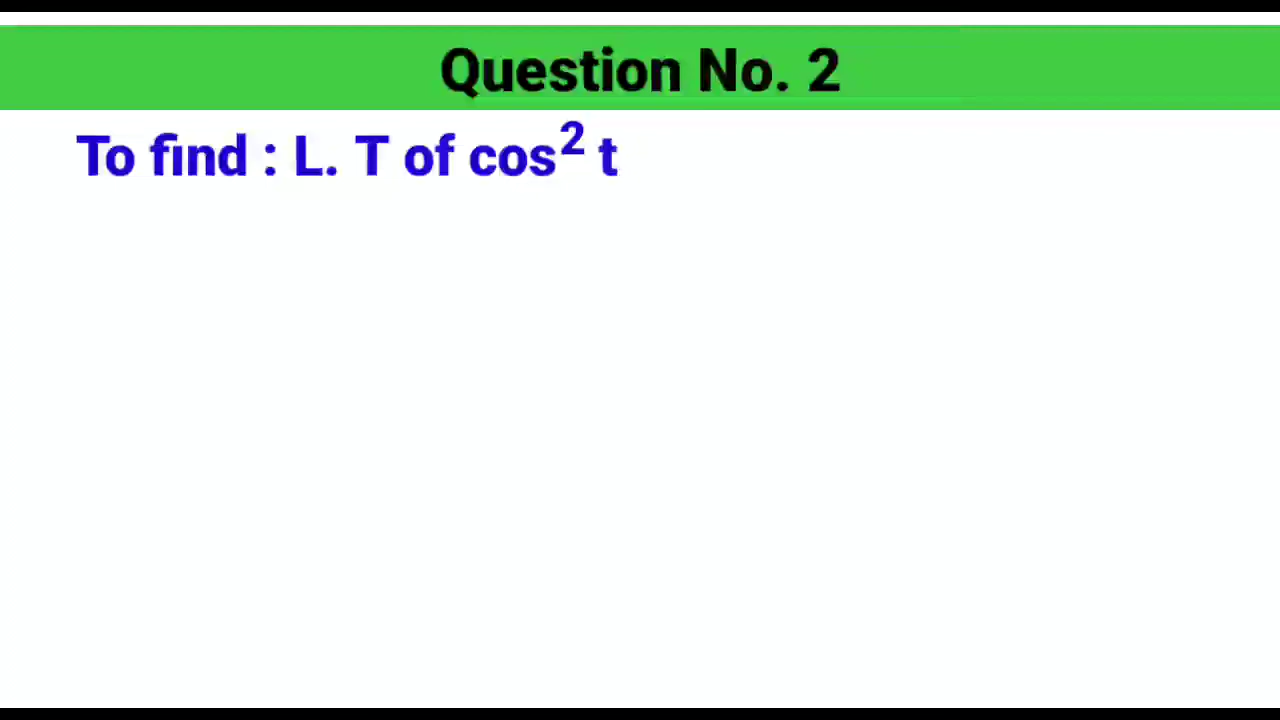 Question No. 2
To find : L. T of cos² t